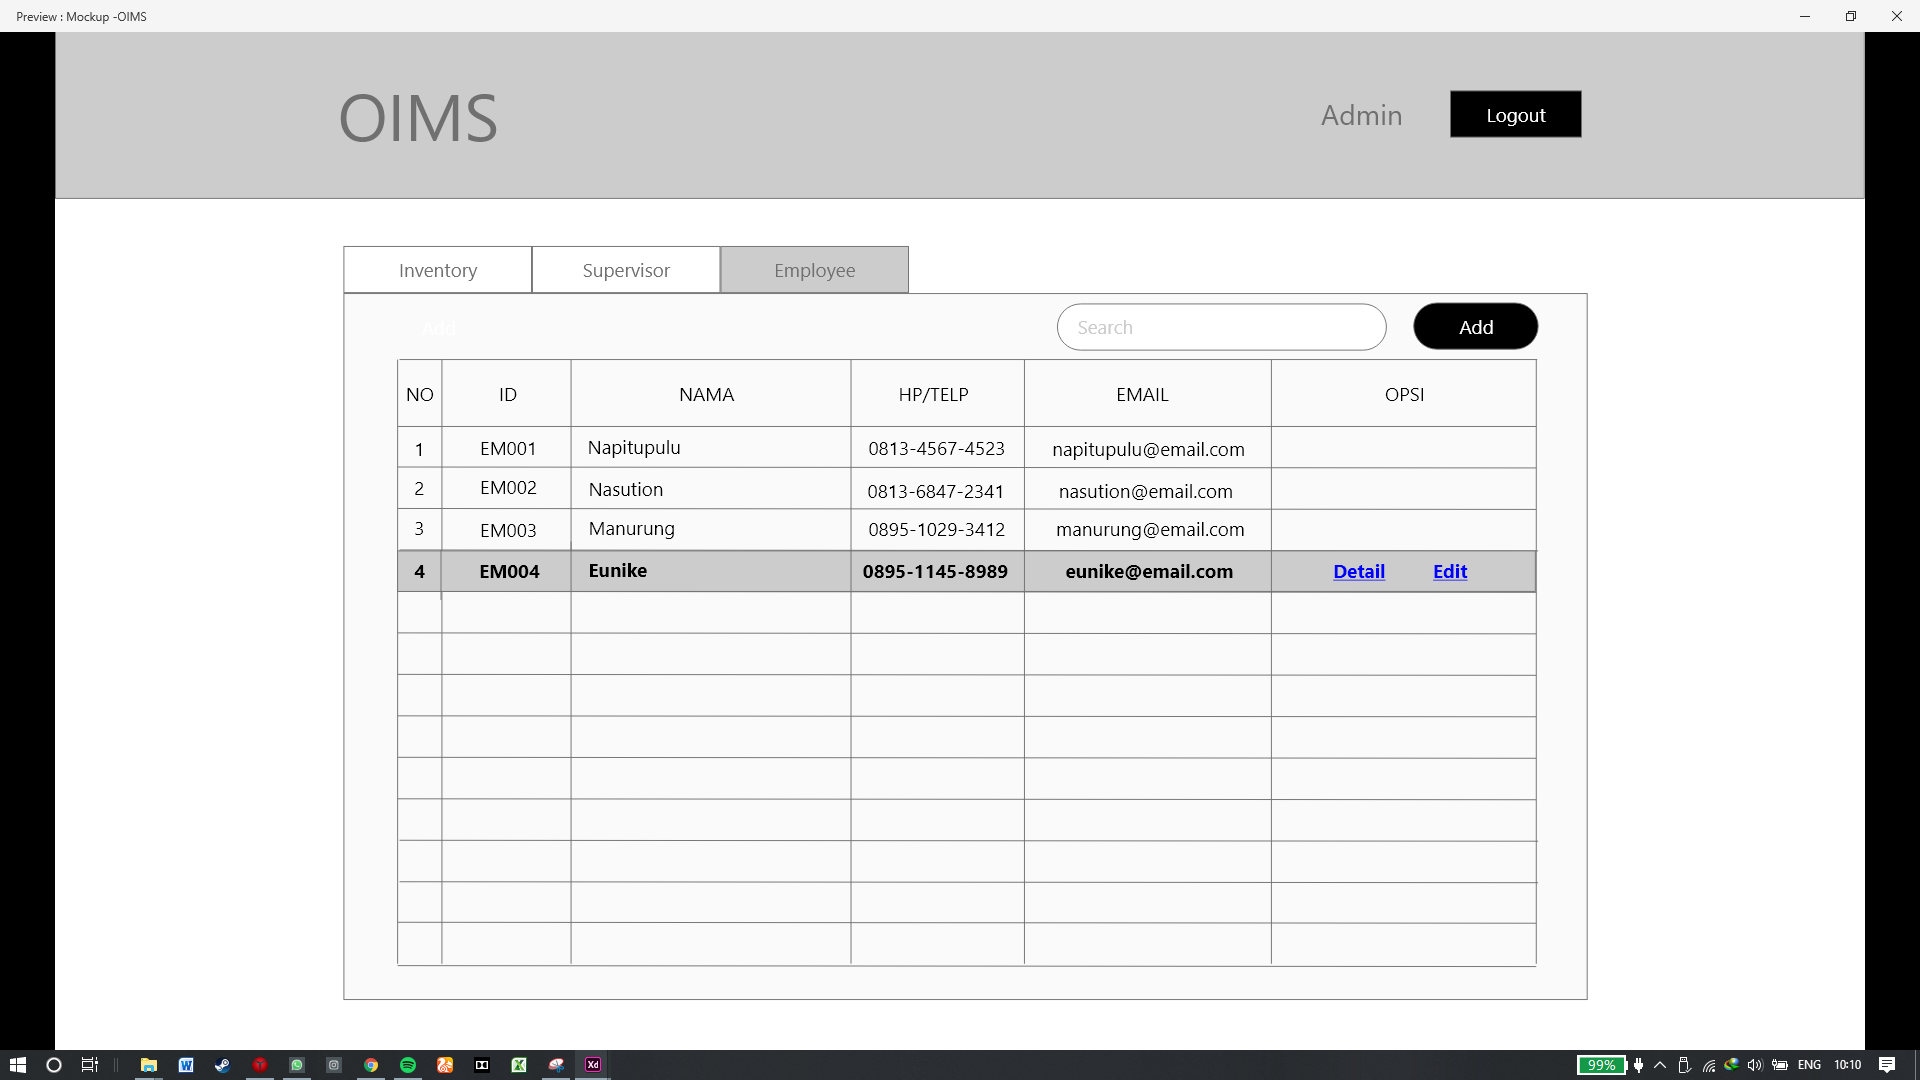 Preview : Mockup -OIMS
OIMS
Admin
Logout
Inventory
Supervisor
Employee
Add
Search
Add
NO ID NAMA HP/TELP EMAIL OPSI
1 EM001 Napitupulu 0813-4567-4523 napitupulu@email.com
2 EM002 Nasution 0813-6847-2341 nasution@email.com
3 EM003 Manurung 0895-1029-3412 manurung@email.com
4 EM004 Eunike 0895-1145-8989 eunike@email.com Detail Edit
W
Xd
99%
ENG
10:10